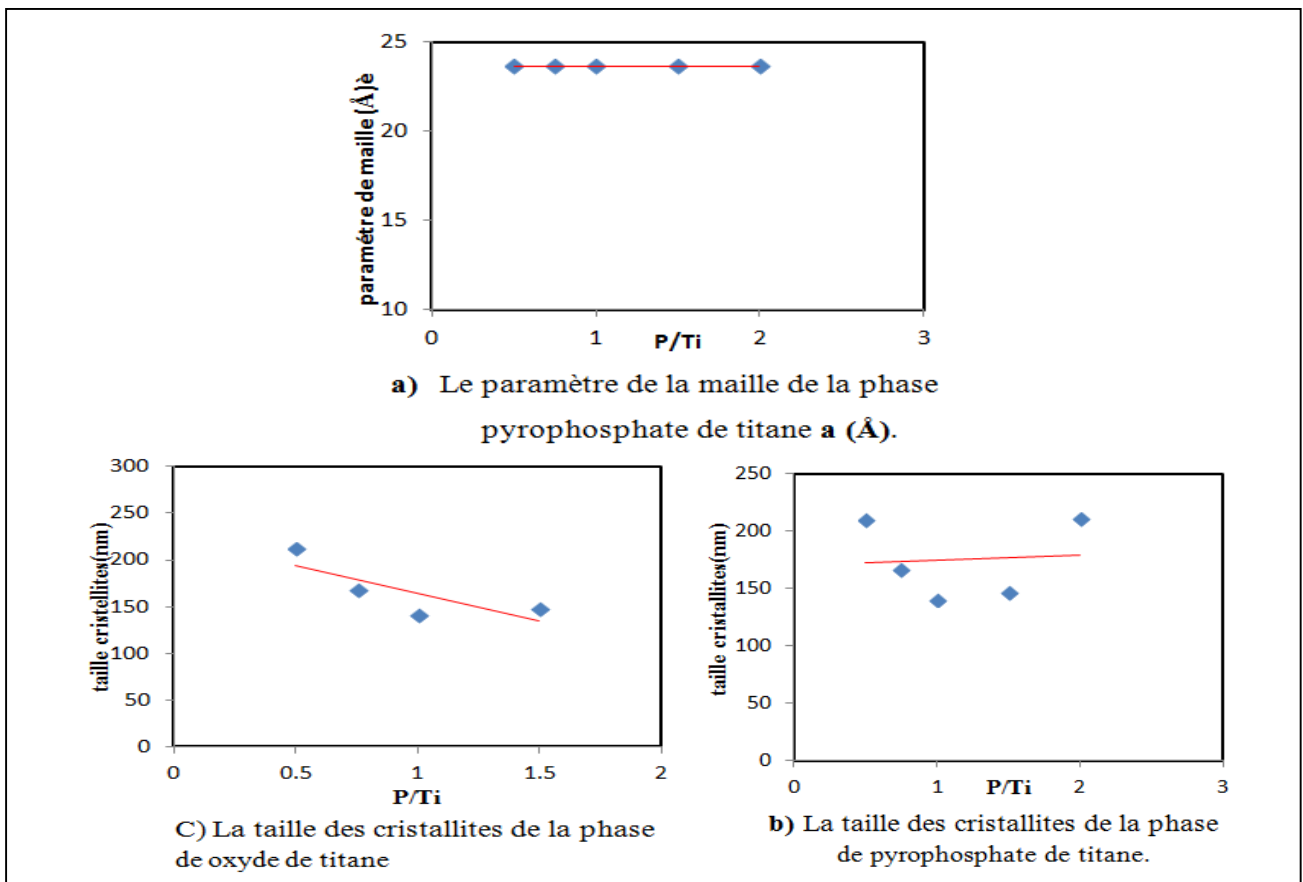 25
20
15
10
paramétre de maille (Å)è
0 1 2 3
P/Ti
a) Le paramètre de la maille de la phase
pyrophosphate de titane a (Å).
300
250
200
150
100
50
0
taille cristellites(nm)
0 0.5 1 1.5 2
P/Ti
C) La taille des cristallites de la phase
de oxyde de titane
250
200
150
100
50
0
taille cristallites(nm)
0 1 2 3
P/Ti
b) La taille des cristallites de la phase
de pyrophosphate de titane.